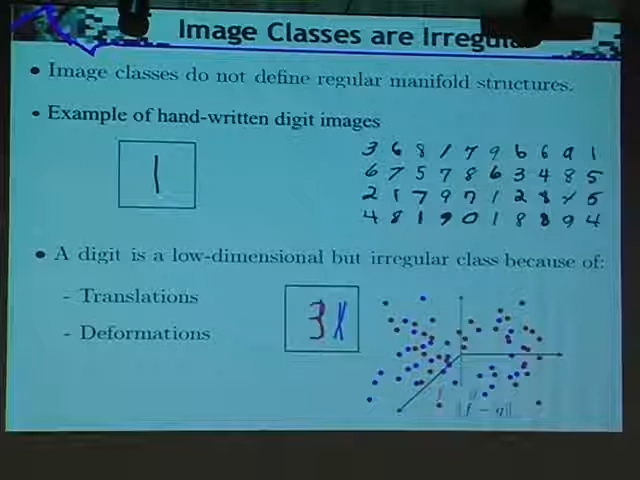 Image Classes are Irregular
• Image classes do not define regular manifold structures.
• Example of hand-written digit images
1
3 6 8 1 7 9 6 6 9 1
6 7 5 7 8 6 3 4 8 5
2 1 7 9 7 1 2 8 4 5
4 8 1 9 0 1 8 8 9 4
• A digit is a low-dimensional but irregular class because of:
- Translations
- Deformations
3
f g
||f − g||